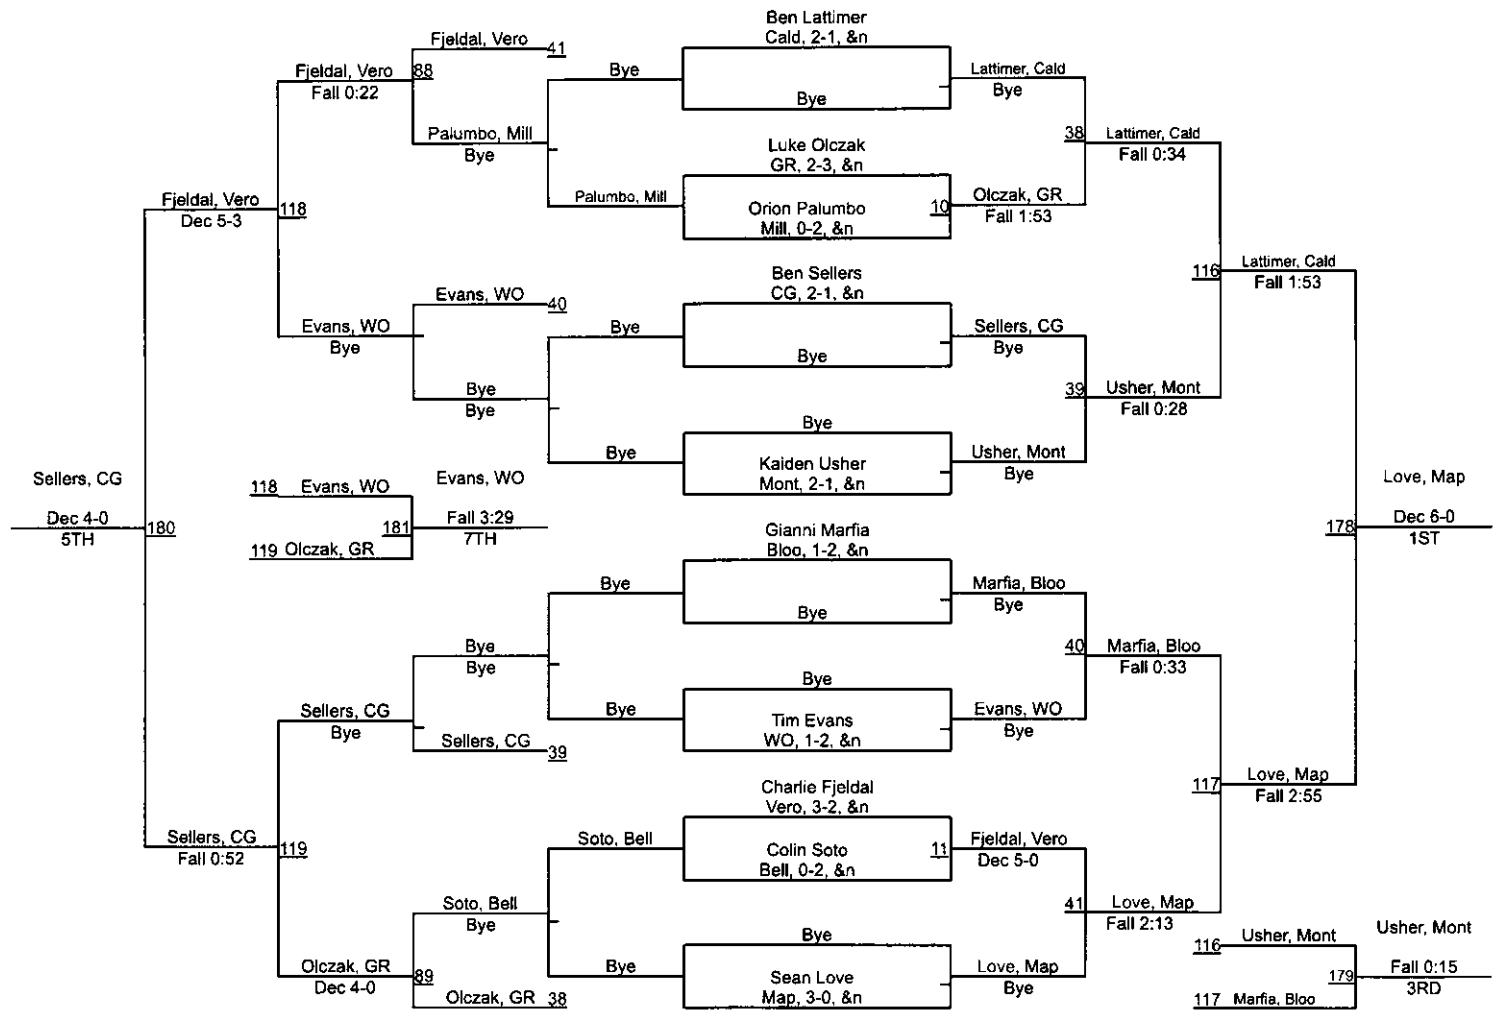 Ben Lattimer
Cald, 2-1, &n
Fjeldal, Vero
41
Fjeldal, Vero
88
Fall 0:22
Bye
Bye
Lattimer, Cald
Bye
Palumbo, Mill
Bye
38
Lattimer, Cald
Fall 0:34
Luke Olczak
GR, 2-3, &n
Fjeldal, Vero
118
Dec 5-3
Palumbo, Mill
Orion Palumbo
Mill, 0-2, &n
10
Olczak, GR
Fall 1:53
116
Lattimer, Cald
Fall 1:53
Ben Sellers
CG, 2-1, &n
Evans, WO
40
Evans, WO
Bye
Bye
Bye
Sellers, CG
Bye
Bye
Bye
39
Usher, Mont
Fall 0:28
Bye
Bye
Kaiden Usher
Mont, 2-1, &n
Usher, Mont
Bye
Sellers, CG
Dec 4-0
5TH
180
118
Evans, WO
119
Olczak, GR
181
Evans, WO
Fall 3:29
7TH
178
Love, Map
Dec 6-0
1ST
Gianni Marfia
Bloo, 1-2, &n
Bye
Bye
Marfia, Bloo
Bye
Bye
Bye
40
Marfia, Bloo
Fall 0:33
Bye
Bye
Tim Evans
WO, 1-2, &n
Evans, WO
Bye
Sellers, CG
Bye
Sellers, CG
39
117
Love, Map
Fall 2:55
Charlie Fjeldal
Vero, 3-2, &n
Sellers, CG
119
Fall 0:52
Soto, Bell
Colin Soto
Bell, 0-2, &n
11
Fjeldal, Vero
Dec 5-0
Soto, Bell
Bye
41
Love, Map
Fall 2:13
Bye
Bye
Sean Love
Map, 3-0, &n
Love, Map
Bye
Olczak, GR
89
Dec 4-0
Olczak, GR
38
116
Usher, Mont
117
Marfia, Bloo
179
Usher, Mont
Fall 0:15
3RD